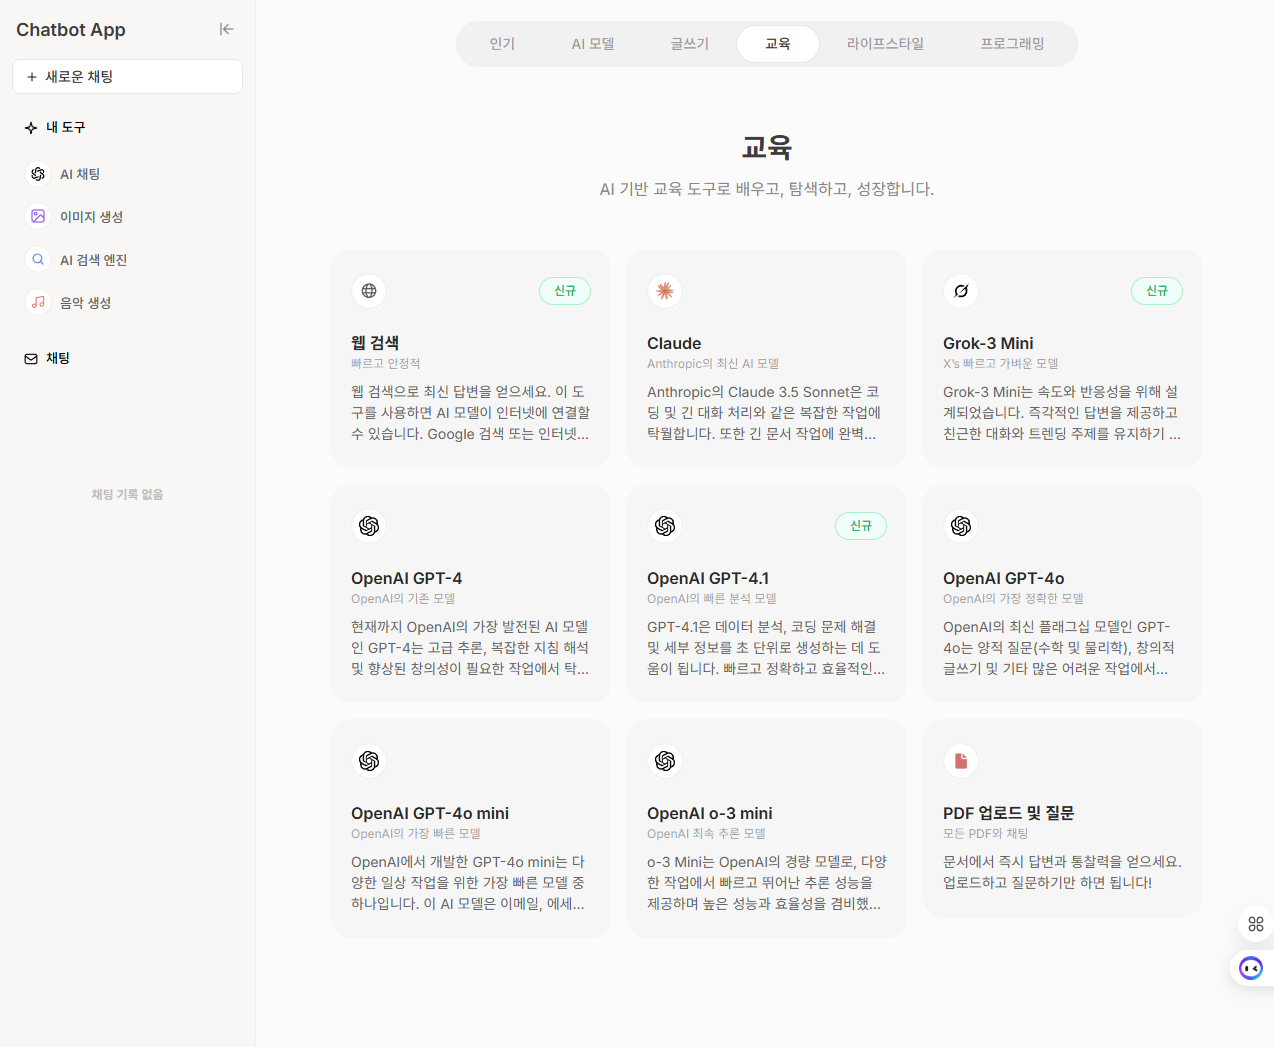 Chatbot App
새로운 채팅
내 도구
AI 채팅
이미지 생성
AI 검색 엔진
음악 생성
채팅
채팅 기록 없음
인기
AI 모델
글쓰기
교육
라이프스타일
프로그래밍
교육
AI 기반 교육 도구로 배우고, 탐색하고, 성장합니다.
신규
웹 검색
빠르고 안정적
웹 검색으로 최신 답변을 얻으세요. 이 도
구를 사용하면 AI 모델이 인터넷에 연결할
수 있습니다. Google 검색 또는 인터넷...
Claude
Anthropic의 최신 AI 모델
Anthropic의 Claude 3.5 Sonnet은 코
딩 및 긴 대화 처리와 같은 복잡한 작업에
탁월합니다. 또한 긴 문서 작업에 완벽...
신규
Grok-3 Mini
X's 빠르고 가벼운 모델
Grok-3 Mini는 속도와 반응성을 위해 설
계되었습니다. 즉각적인 답변을 제공하고
친근한 대화와 트렌딩 주제를 유지하기 ...
OpenAI GPT-4
OpenAI의 기존 모델
현재까지 OpenAI의 가장 발전된 AI 모델
인 GPT-4는 고급 추론, 복잡한 지침 해석
및 향상된 창의성이 필요한 작업에서 탁...
신규
OpenAI GPT-4.1
OpenAI의 빠른 분석 모델
GPT-4.1은 데이터 분석, 코딩 문제 해결
및 세부 정보를 초 단위로 생성하는 데 도
움이 됩니다. 빠르고 정확하고 효율적인...
OpenAI GPT-4o
OpenAI의 가장 정확한 모델
OpenAI의 최신 플래그십 모델인 GPT-
4o는 양적 질문(수학 및 물리학), 창의적
글쓰기 및 기타 많은 어려운 작업에서...
OpenAI GPT-4o mini
OpenAI의 가장 빠른 모델
OpenAI에서 개발한 GPT-4o mini는 다
양한 일상 작업을 위한 가장 빠른 모델 중
하나입니다. 이 AI 모델은 이메일, 에세...
OpenAI o-3 mini
OpenAI 최속 추론 모델
o-3 Mini는 OpenAI의 경량 모델로, 다양
한 작업에서 빠르고 뛰어난 추론 성능을
제공하며 높은 성능과 효율성을 겸비했...
PDF 업로드 및 질문
모든 PDF와 채팅
문서에서 즉시 답변과 통찰력을 얻으세요.
업로드하고 질문하기만 하면 됩니다!